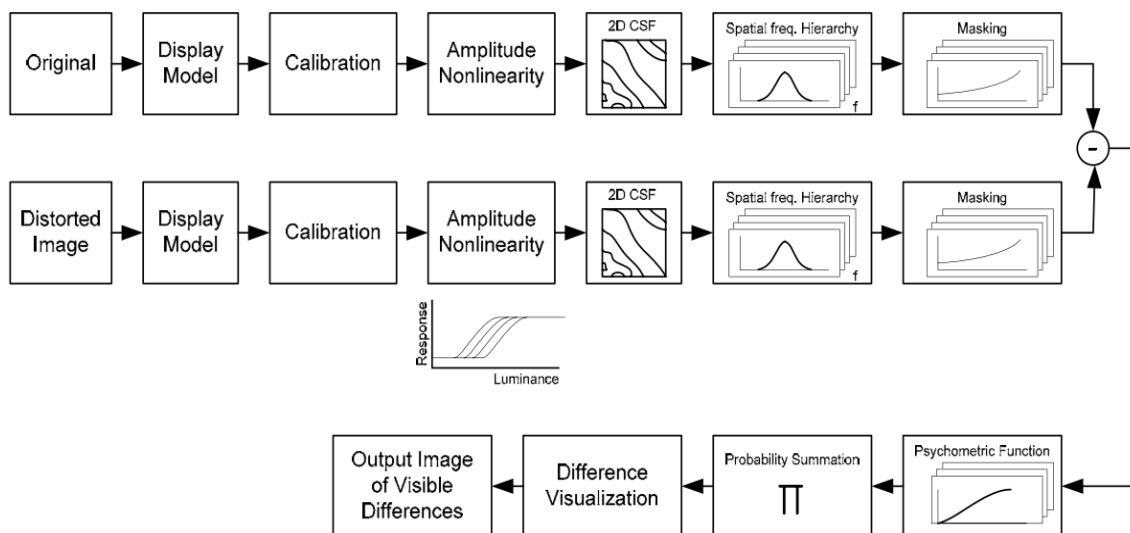 Original
Display
Model
Calibration
Amplitude
Nonlinearity
2D CSF
Spatial freq. Hierarchy
f
Masking
-
Distorted
Image
Display
Model
Calibration
Amplitude
Nonlinearity
2D CSF
Spatial freq. Hierarchy
f
Masking
Response
Luminance
Output Image
of Visible
Differences
Difference
Visualization
Probability Summation
∏
Psychometric Function